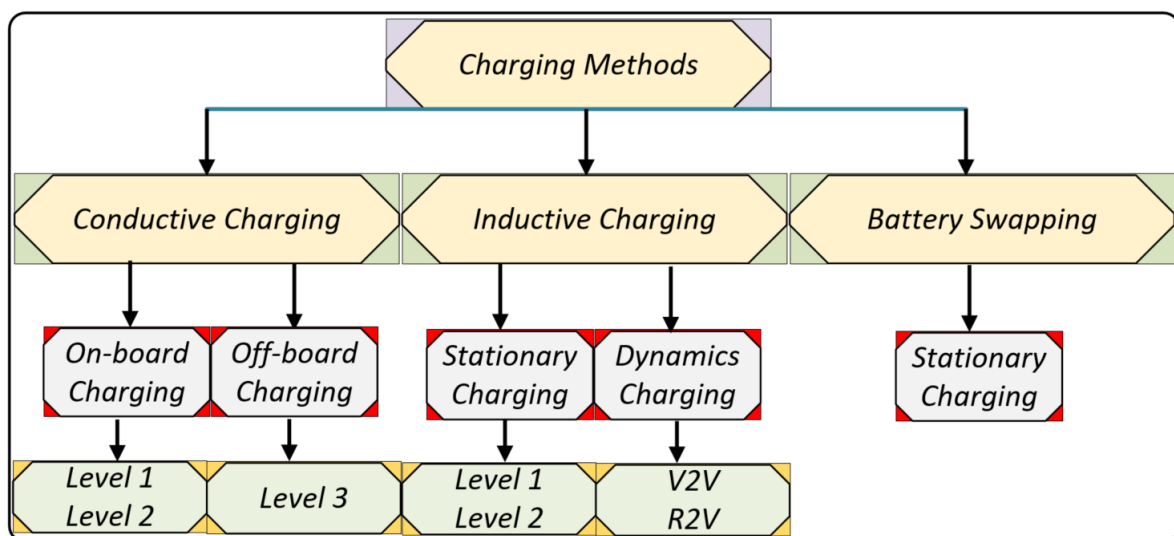 Charging Methods
Conductive Charging
Inductive Charging
Battery Swapping
On-board
Charging
Off-board
Charging
Stationary
Charging
Dynamics
Charging
Stationary
Charging
Level 1
Level 2
Level 3
Level 1
Level 2
V2V
R2V